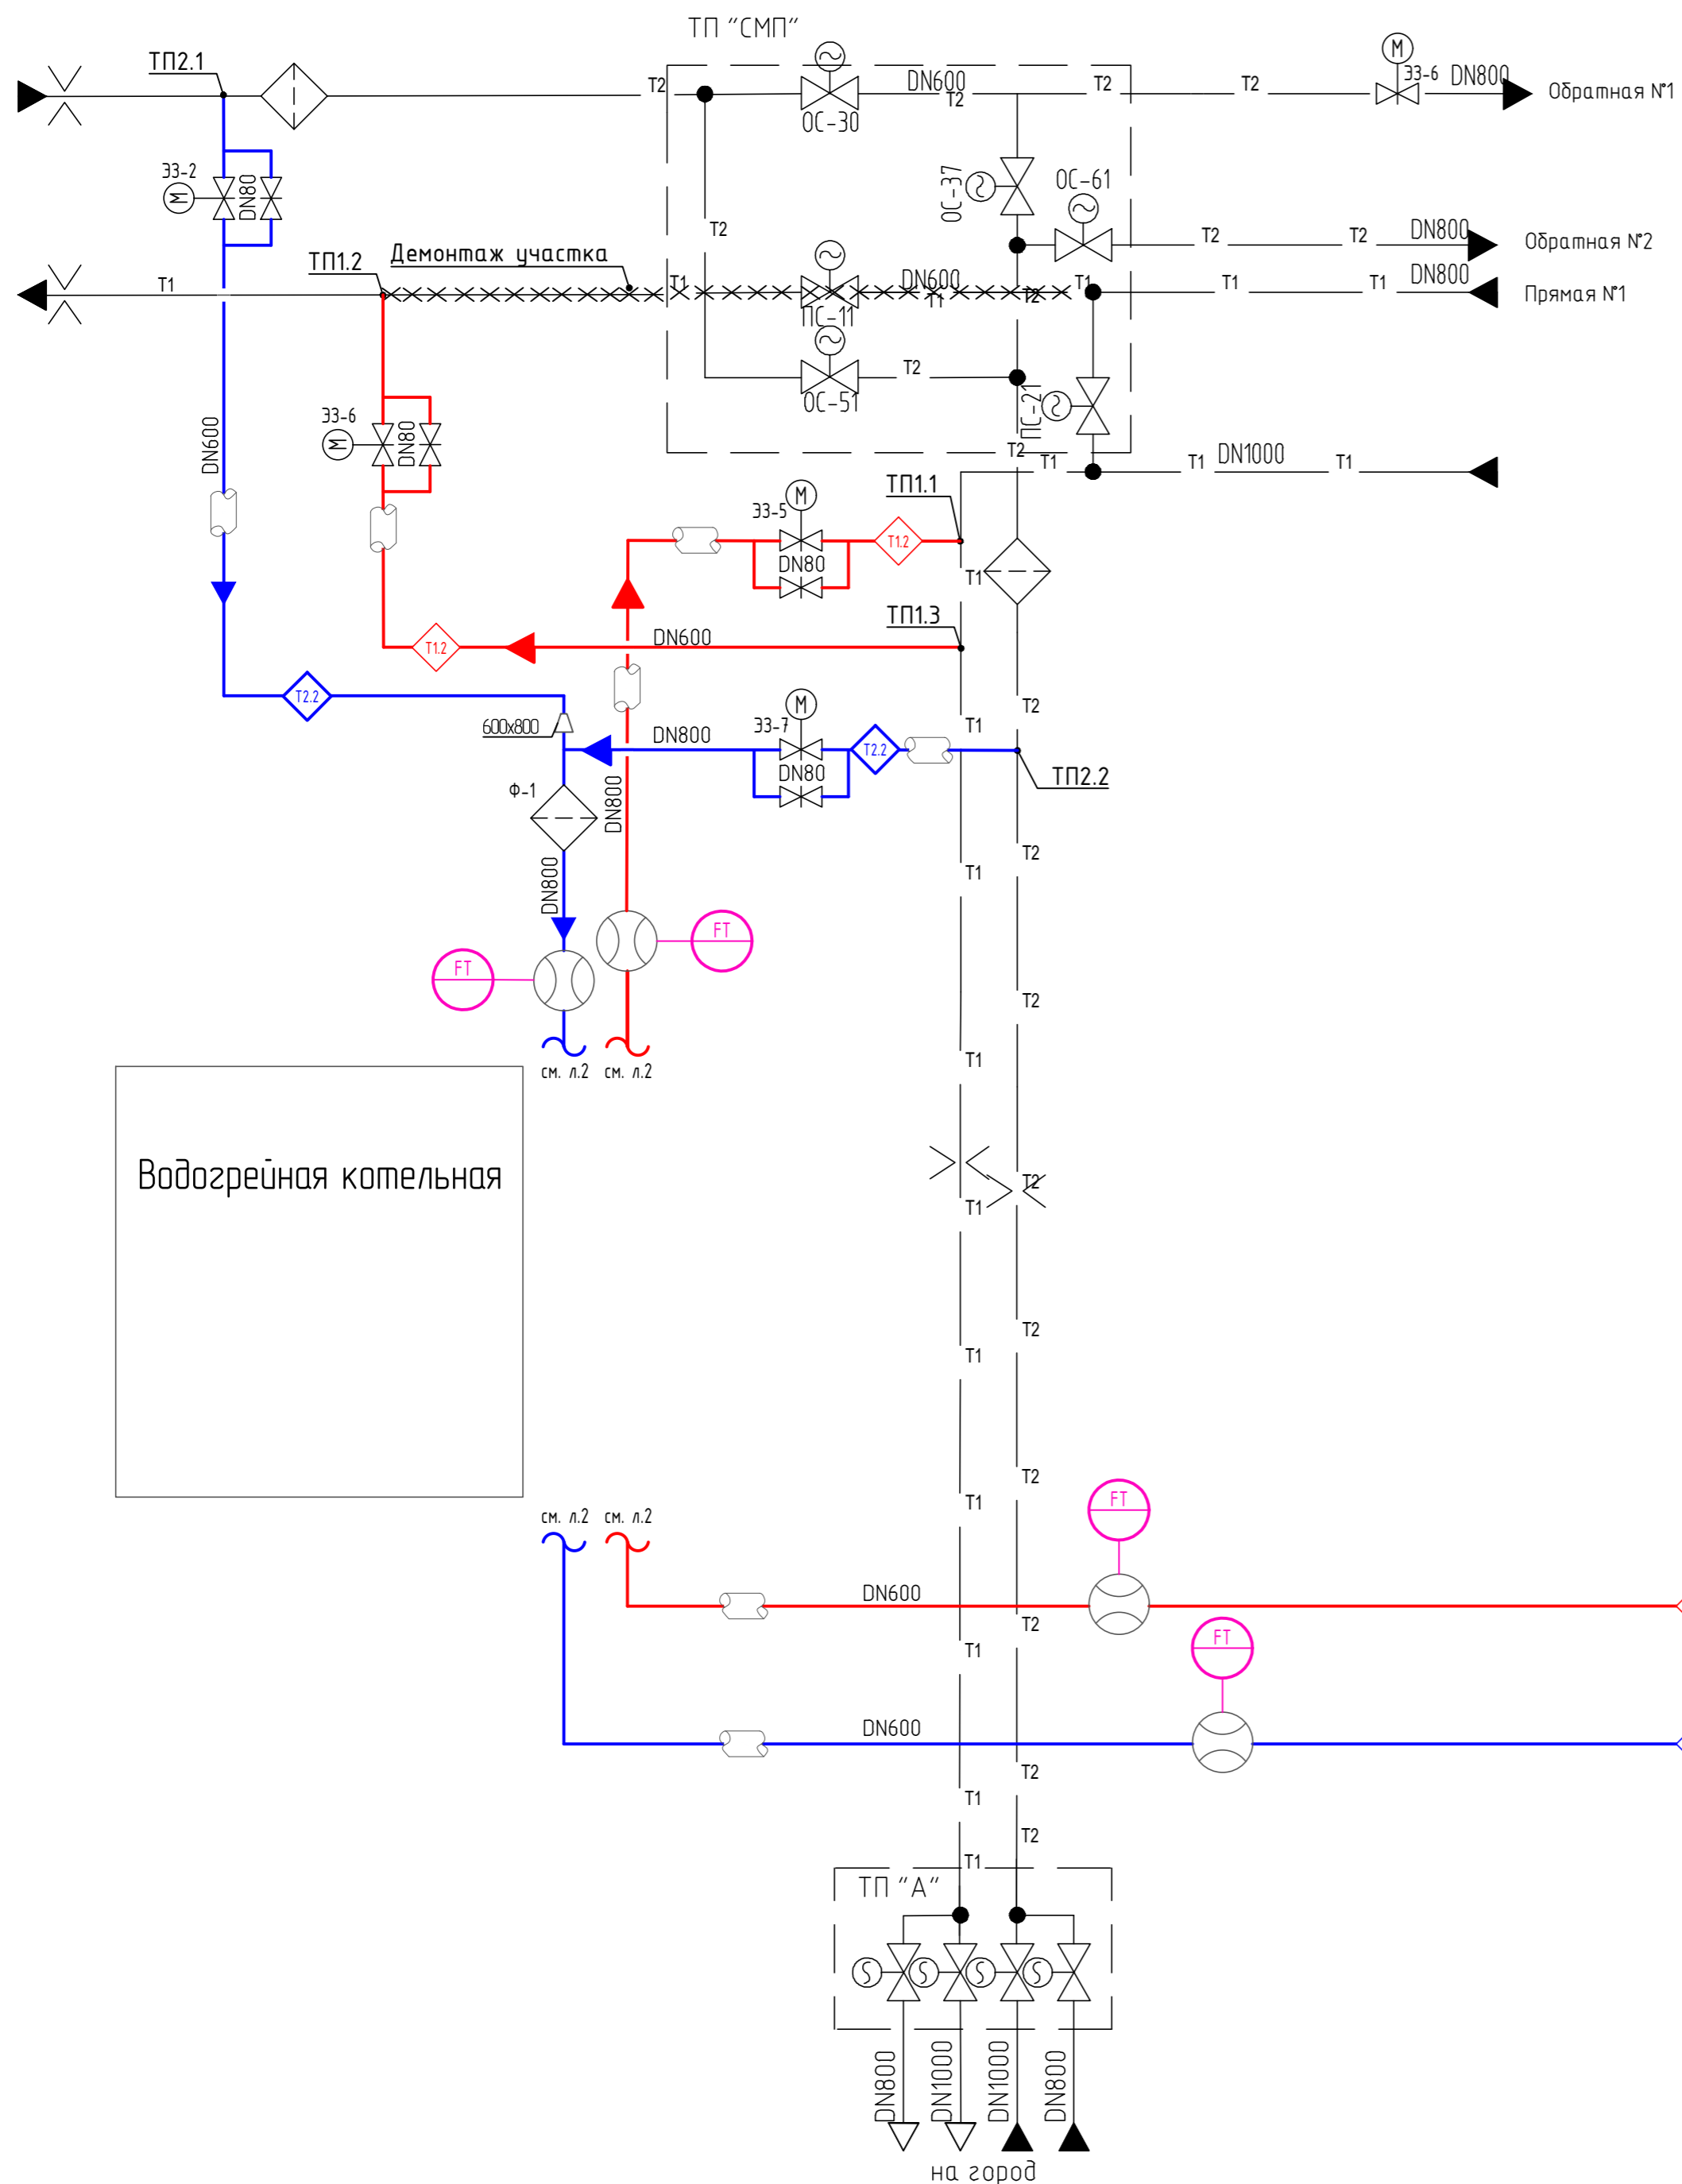 ТП "СМП"
ТП2.1
Т2
DN600
Т2
Т2
Т2
ЭЗ-6
DN800
Обратная №1
ОС-30
ЭЗ-2
DN80
ОС-37
ОС-61
Т2
Т2
Т2
DN800
Обратная №2
ТП1.2
Демонтаж участка
Т1
Т1
DN600
Т1
Т2
Т1
Т1
Т1
DN800
Прямая №1
ПС-11
Т2
ОС-51
ПС-21
ЭЗ-6
DN80
DN600
Т2
Т1
Т1
DN1000
Т1
ТП1.1
ЭЗ-5
М
Т1.2
DN80
Т1
ТП1.3
DN600
Т1.2
Т2.2
600х800
ЭЗ-7
М
DN800
Т2.2
DN80
Т1
Т2
ТП2.2
Ф-1
DN800
DN800
Т1
Т2
FT
FT
Т2
Т1
см. л.2
см. л.2
Водогрейная котельная
Т2
Т1
Т2
Т1
Т2
Т1
FT
см. л.2
см. л.2
DN600
Т2
FT
Т1
DN600
Т2
Т1
Т2
Т1
ТП "А"
DN800
DN1000
DN1000
DN800
на город